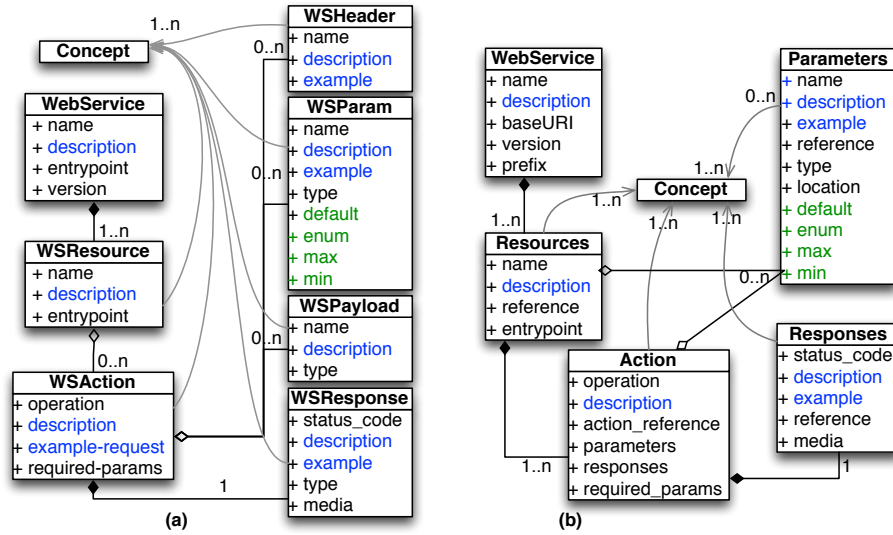 WSHeader
+ name
+ description
+ example
1..n
0..n
Concept
WebService
+ name
+ description
+ entrypoint
+ version
WSParam
+ name
+ description
+ example
+ type
+ default
+ enum
+ max
+ min
0..n
1..n
WSResource
+ name
+ description
+ entrypoint
0..n
WSPayload
+ name
+ description
+ type
0..n
WSAction
+ operation
+ description
+ example-request
+ required-params
WSResponse
+ status_code
+ description
+ example
+ type
+ media
1
(a)
WebService
+ name
+ description
+ baseURI
+ version
+ prefix
Parameters
+ name
+ description
+ example
+ reference
+ type
+ location
+ default
+ enum
+ max
+ min
0..n
1..n
Concept
1..n
1..n
1..n
1..n
Resources
+ name
+ description
+ reference
+ entrypoint
0..n
Action
+ operation
+ description
+ action_reference
+ parameters
+ responses
+ required_params
1..n
Responses
+ status_code
+ description
+ example
+ reference
+ media
1
(b)